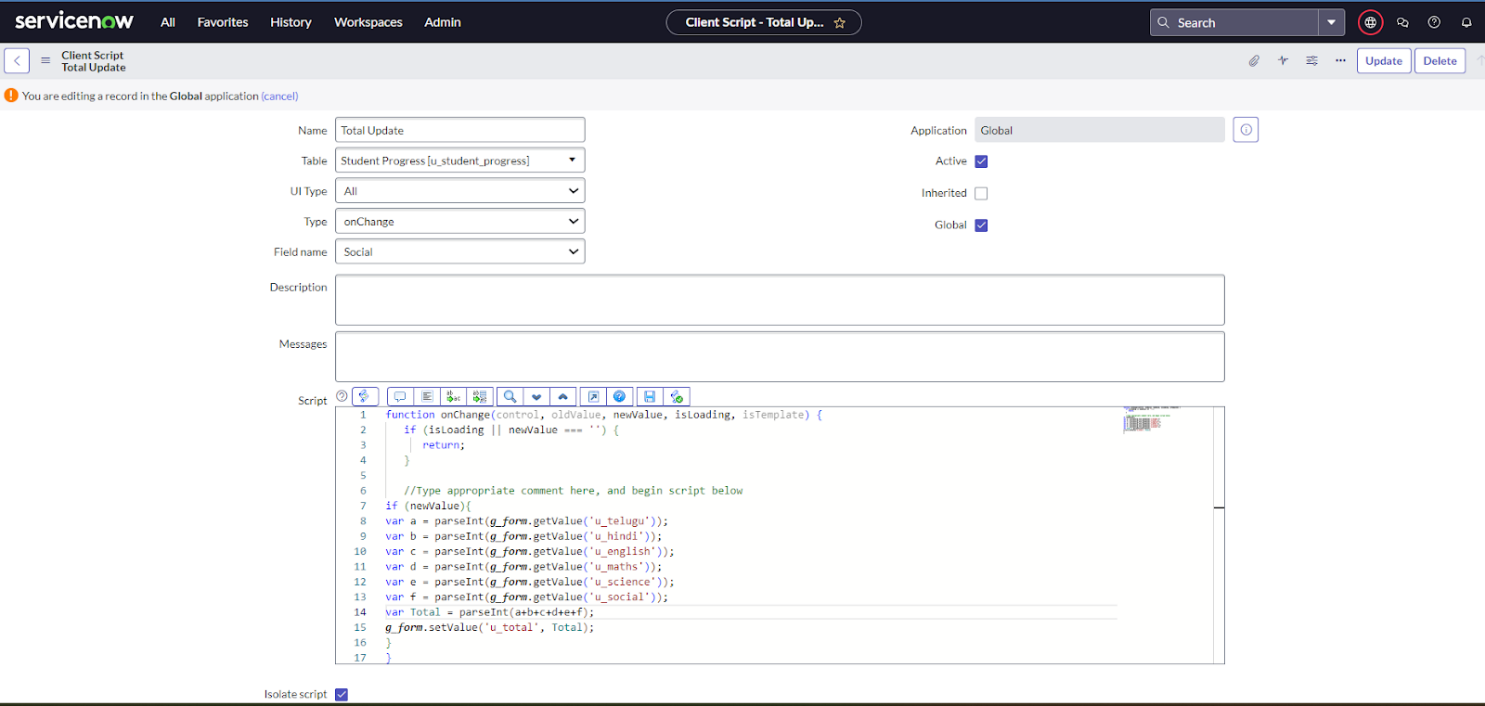 servicenow All Favorites History Workspaces Admin Client Script - Total Up... Search
Client Script
Total Update
Update Delete
You are editing a record in the Global application (cancel)
Name Total Update
Application Global
Table Student Progress [u_student_progress]
Active
UI Type All
Inherited
Type onChange
Global
Field name Social
Description
Messages
Script
1 function onChange(control, oldValue, newValue, isLoading, isTemplate) {
2 if (isLoading || newValue === '') {
3 return;
4 }
5
6 //Type appropriate comment here, and begin script below
7 if (newValue){
8 var a = parseInt(g_form.getValue('u_telugu'));
9 var b = parseInt(g_form.getValue('u_hindi'));
10 var c = parseInt(g_form.getValue('u_english'));
11 var d = parseInt(g_form.getValue('u_maths'));
12 var e = parseInt(g_form.getValue('u_science'));
13 var f = parseInt(g_form.getValue('u_social'));
14 var Total = parseInt(a+b+c+d+e+f);
15 g_form.setValue('u_total', Total);
16 }
17 }
Isolate script